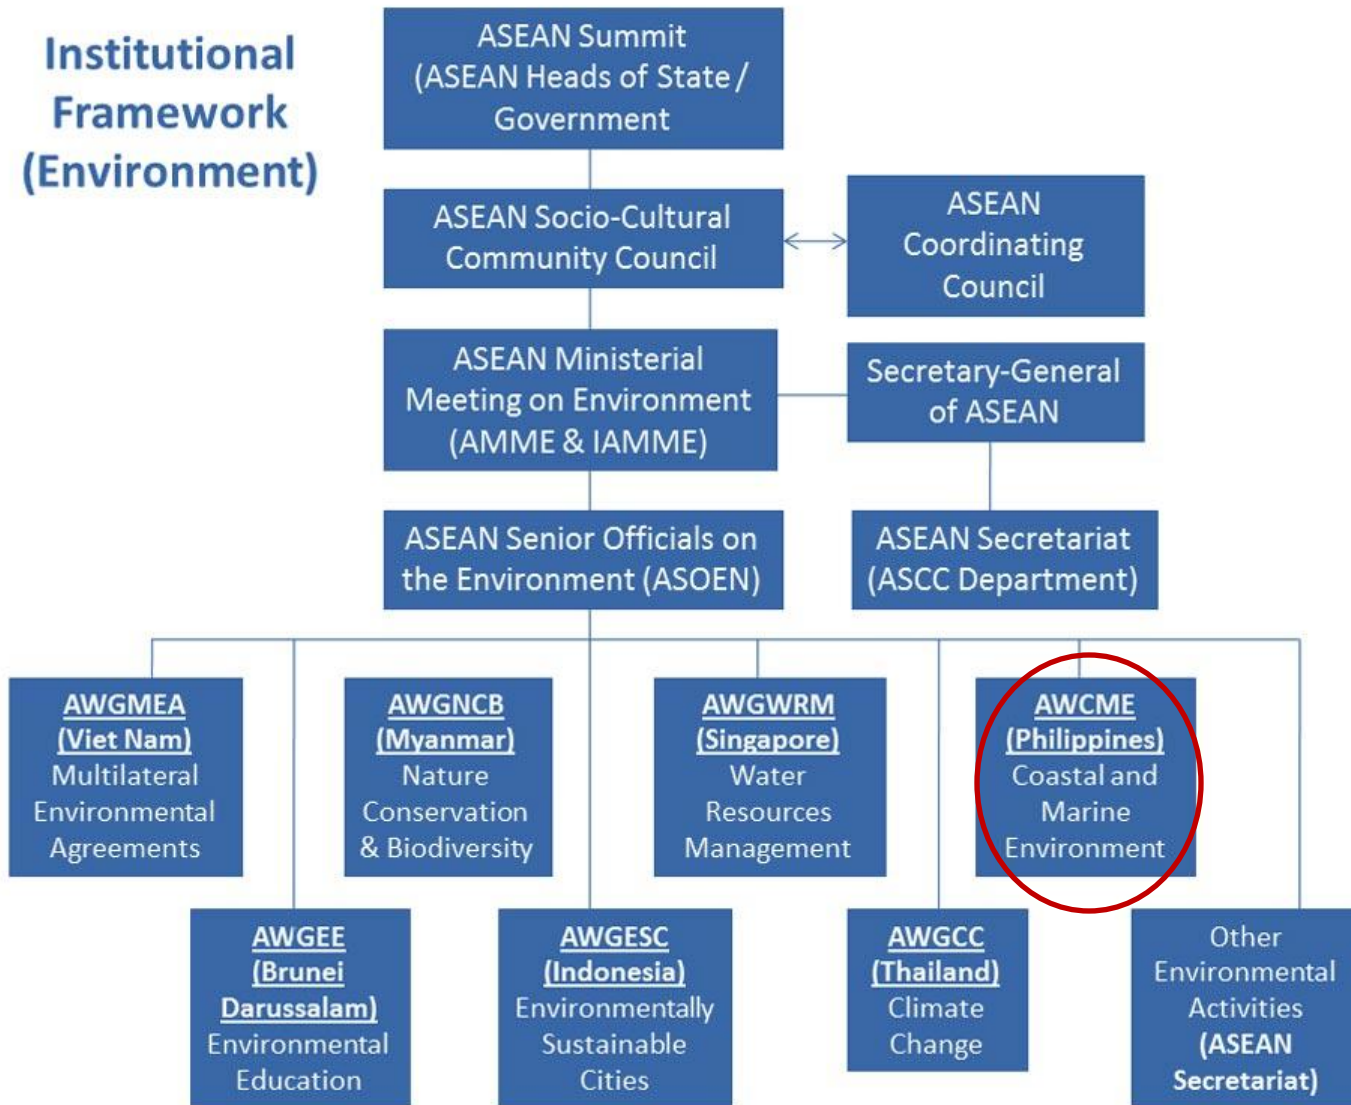 Institutional
Framework
(Environment)
ASEAN Summit
(ASEAN Heads of State /
Government
ASEAN Socio-Cultural
Community Council
ASEAN
Coordinating
Council
ASEAN Ministerial
Meeting on Environment
(AMME & IAMME)
Secretary-General
of ASEAN
ASEAN Senior Officials on
the Environment (ASOEN)
ASEAN Secretariat
(ASCC Department)
AWGMEA
(Viet Nam)
Multilateral
Environmental
Agreements
AWGNCB
(Myanmar)
Nature
Conservation
& Biodiversity
AWGWRM
(Singapore)
Water
Resources
Management
AWCME
(Philippines)
Coastal and
Marine
Environment
AWGEE
(Brunei
Darussalam)
Environmental
Education
AWGESC
(Indonesia)
Environmentally
Sustainable
Cities
AWGCC
(Thailand)
Climate
Change
Other
Environmental
Activities
(ASEAN
Secretariat)